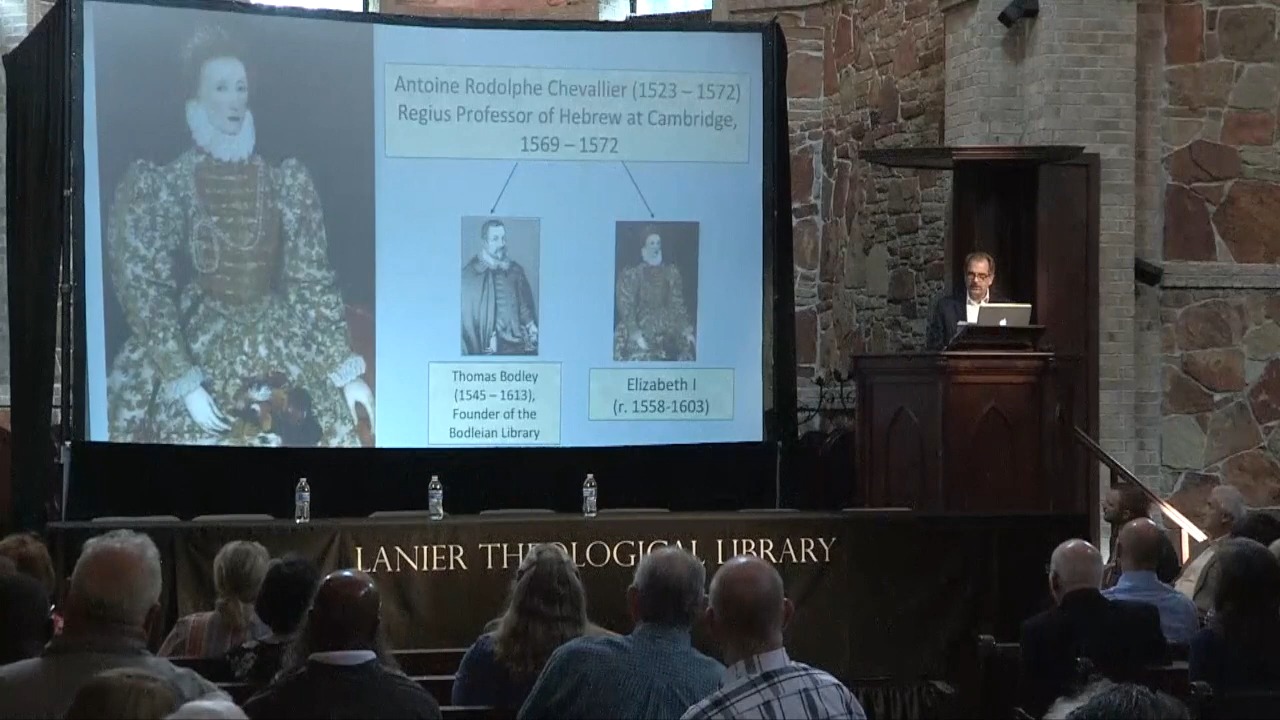 Antoine Rodolphe Chevallier (1523 – 1572)
Regius Professor of Hebrew at Cambridge,
1569 – 1572
Thomas Bodley
(1545 – 1613),
Founder of the
Bodleian Library
Elizabeth I
(r. 1558-1603)
LANIER THEOLOGICAL LIBRARY